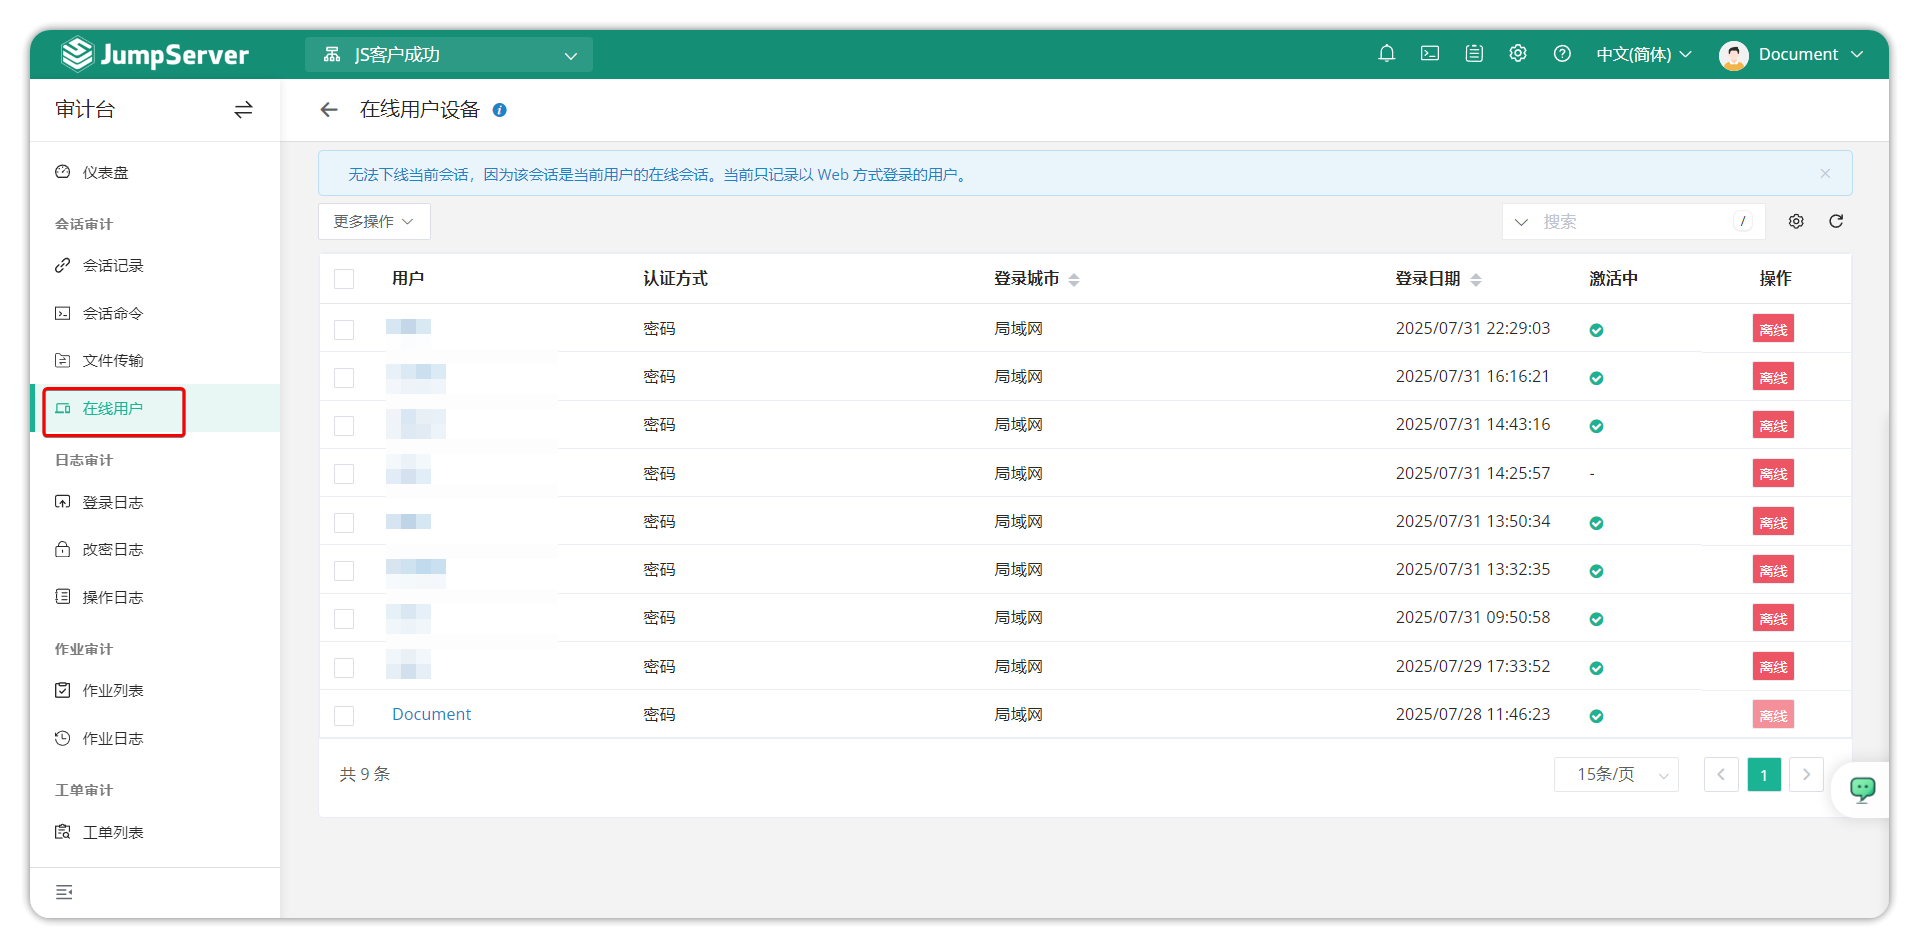 JumpServer
JS客户成功
中文(简体)
Document
审计台
在线用户设备
仪表盘
会话审计
会话记录
会话命令
文件传输
在线用户
日志审计
登录日志
改密日志
操作日志
作业审计
作业列表
作业日志
工单审计
工单列表
无法下线当前会话，因为该会话是当前用户的在线会话。当前只记录以 Web 方式登录的用户。
更多操作
搜索 /
用户 认证方式 登录城市 登录日期 激活中 操作
密码 局域网 2025/07/31 22:29:03 离线
密码 局域网 2025/07/31 16:16:21 离线
密码 局域网 2025/07/31 14:43:16 离线
密码 局域网 2025/07/31 14:25:57 - 离线
密码 局域网 2025/07/31 13:50:34 离线
密码 局域网 2025/07/31 13:32:35 离线
密码 局域网 2025/07/31 09:50:58 离线
密码 局域网 2025/07/29 17:33:52 离线
Document 密码 局域网 2025/07/28 11:46:23 离线
共 9 条
15条/页
1